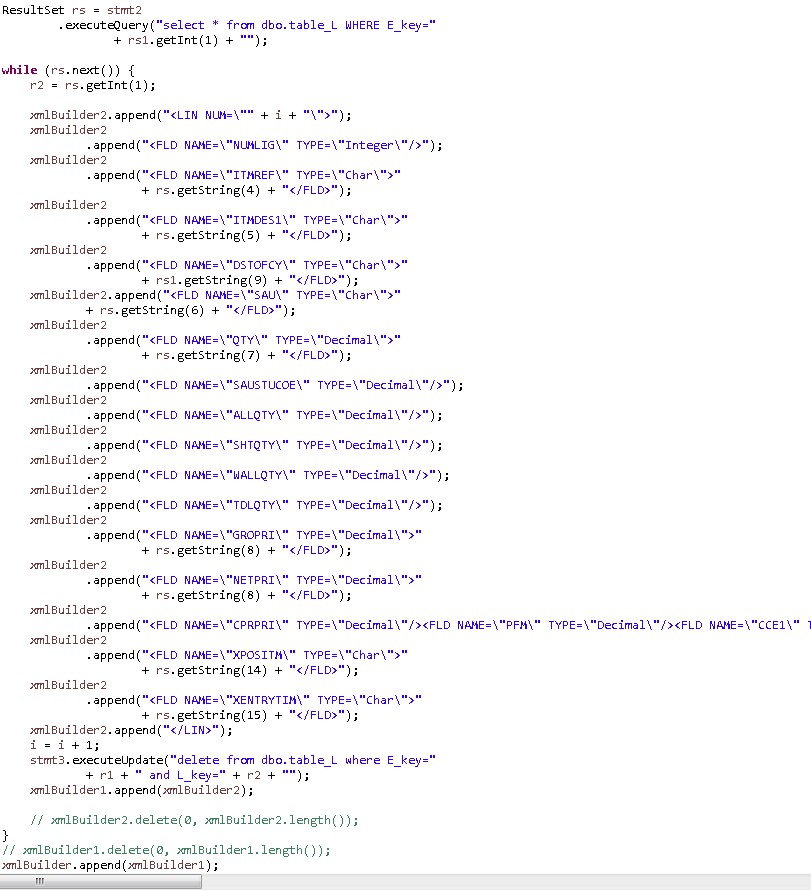 ResultSet rs = stmt2
.executeQuery("select * from dbo.table_L WHERE E_key="
+ rs1.getInt(1) + "");
while (rs.next()) {
r2 = rs.getInt(1);
xmlBuilder2.append("<LIN NUM=\"" + i + "\">");
xmlBuilder2
.append("<FLD NAME=\"NUMLIG\" TYPE=\"Integer\"/>");
xmlBuilder2
.append("<FLD NAME=\"ITMREF\" TYPE=\"Char\">"
+ rs.getString(4) + "</FLD>");
xmlBuilder2
.append("<FLD NAME=\"ITMDES1\" TYPE=\"Char\">"
+ rs.getString(5) + "</FLD>");
xmlBuilder2
.append("<FLD NAME=\"DSTOFCY\" TYPE=\"Char\">"
+ rs1.getString(9) + "</FLD>");
xmlBuilder2.append("<FLD NAME=\"SAU\" TYPE=\"Char\">"
+ rs.getString(6) + "</FLD>");
xmlBuilder2
.append("<FLD NAME=\"QTY\" TYPE=\"Decimal\">"
+ rs.getString(7) + "</FLD>");
xmlBuilder2
.append("<FLD NAME=\"SAUSTUCOE\" TYPE=\"Decimal\"/>");
xmlBuilder2
.append("<FLD NAME=\"ALLQTY\" TYPE=\"Decimal\"/>");
xmlBuilder2
.append("<FLD NAME=\"SHTQTY\" TYPE=\"Decimal\"/>");
xmlBuilder2
.append("<FLD NAME=\"WALLQTY\" TYPE=\"Decimal\"/>");
xmlBuilder2
.append("<FLD NAME=\"TDLQTY\" TYPE=\"Decimal\"/>");
xmlBuilder2
.append("<FLD NAME=\"GROPRI\" TYPE=\"Decimal\">"
+ rs.getString(8) + "</FLD>");
xmlBuilder2
.append("<FLD NAME=\"NETPRI\" TYPE=\"Decimal\">"
+ rs.getString(8) + "</FLD>");
xmlBuilder2
.append("<FLD NAME=\"CPRPRI\" TYPE=\"Decimal\"/><FLD NAME=\"PFM\" TYPE=\"Decimal\"/><FLD NAME=\"CCE1\"
xmlBuilder2
.append("<FLD NAME=\"XPOSITM\" TYPE=\"Char\">"
+ rs.getString(14) + "</FLD>");
xmlBuilder2
.append("<FLD NAME=\"XENTRYTIM\" TYPE=\"Char\">"
+ rs.getString(15) + "</FLD>");
xmlBuilder2.append("</LIN>");
i = i + 1;
stmt3.executeUpdate("delete from dbo.table_L where E_key="
+ r1 + " and L_key=" + r2 + "");
xmlBuilder1.append(xmlBuilder2);
// xmlBuilder2.delete(0, xmlBuilder2.length());
}
// xmlBuilder1.delete(0, xmlBuilder1.length());
xmlBuilder.append(xmlBuilder1);